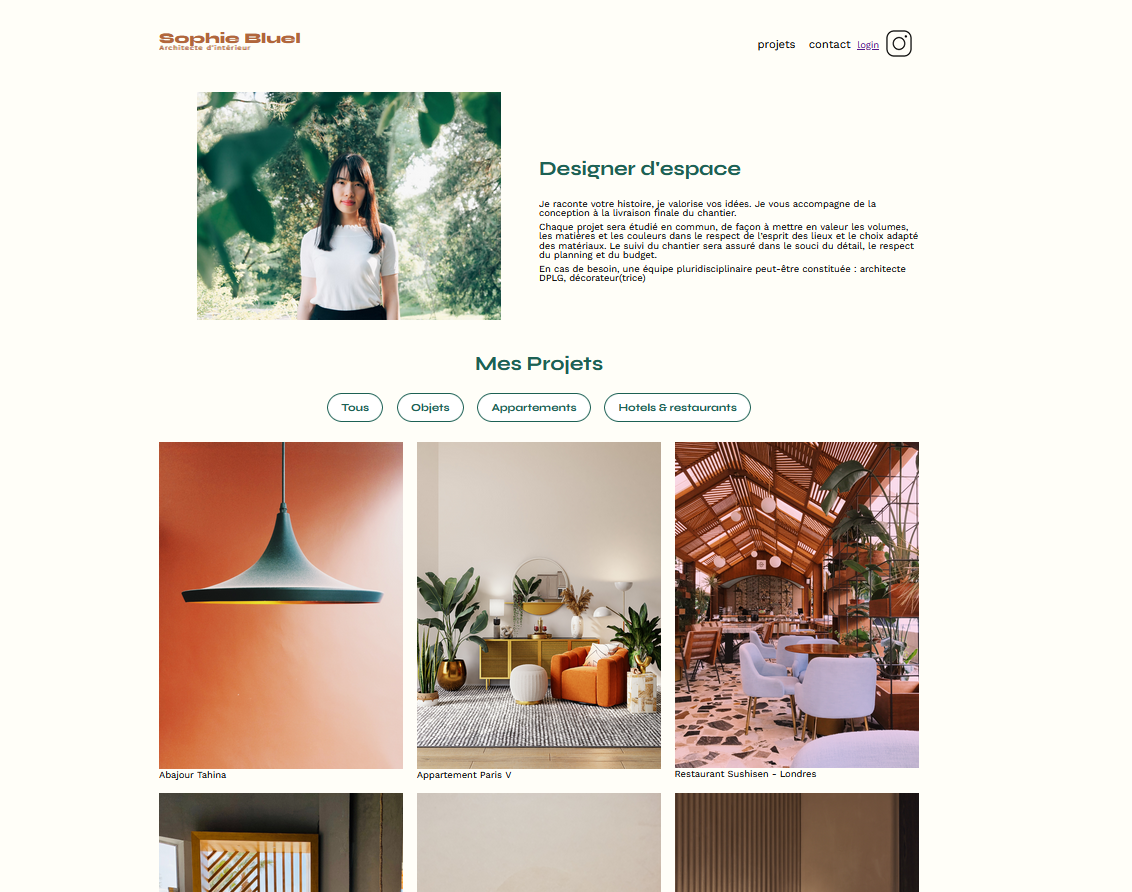 Sophie Bluel
Architecte d'intérieur
projets contact login
Designer d'espace
Je raconte votre histoire, je valorise vos idées. Je vous accompagne de la
conception à la livraison finale du chantier.
Chaque projet sera étudié en commun, de façon à mettre en valeur les volumes,
les matières et les couleurs dans le respect de l'esprit des lieux et le choix adapté
des matériaux. Le suivi du chantier sera assuré dans le souci du détail, le respect
du planning et du budget.
En cas de besoin, une équipe pluridisciplinaire peut-être constituée : architecte
DPLG, décorateur(trice)
Mes Projets
Tous Objets Appartements Hotels & restaurants
Abajour Tahina
Appartement Paris V
Restaurant Sushisen - Londres